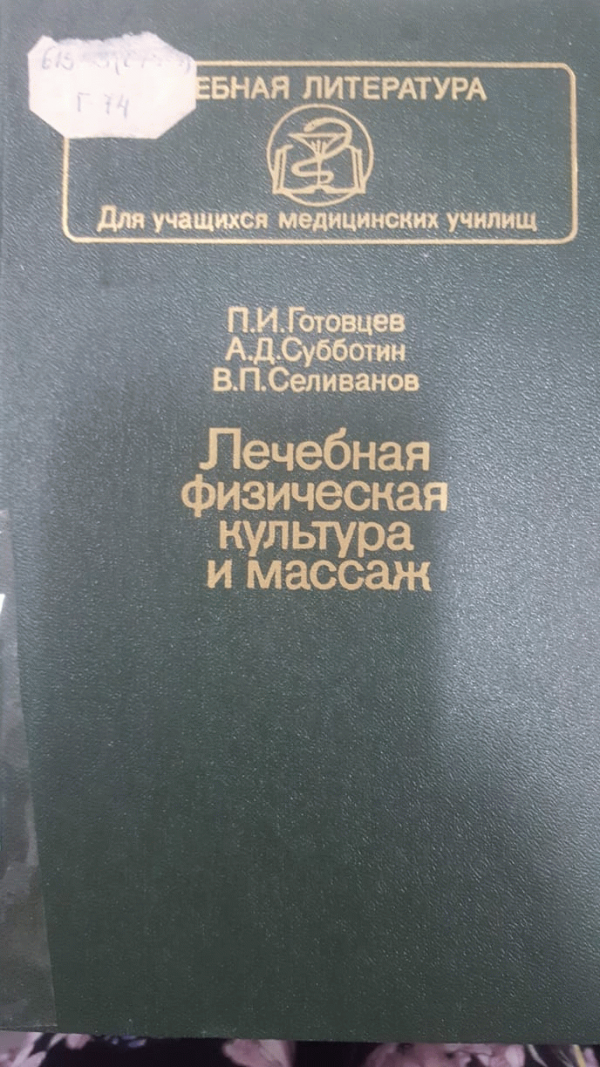 Г 74
ЕБНАЯ ЛИТЕРАТУРА
Для учащихся медицинских училищ
П.И.Готовцев
А.Д.Субботин
В.П.Селиванов
Лечебная
физическая
культура
и массаж